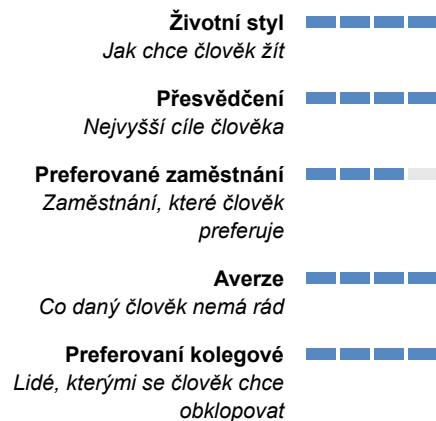 Životní styl
Jak chce člověk žít
Přesvědčení
Nejvyšší cíle člověka
Preferované zaměstnání
Zaměstnání, které člověk
preferuje
Averze
Co daný člověk nemá rád
Preferovaní kolegové
Lidé, kterými se člověk chce
obklopovat